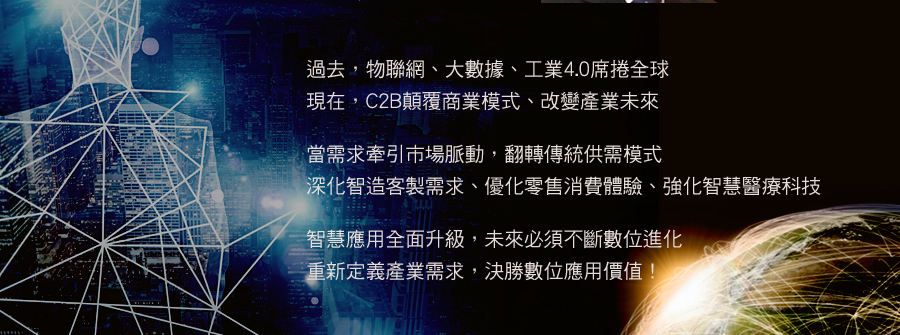 過去，物聯網、大數據、工業4.0席捲全球
現在，C2B顛覆商業模式、改變產業未來
當需求牽引市場脈動，翻轉傳統供需模式
深化智造客製需求、優化零售消費體驗、強化智慧醫療科技
智慧應用全面升級，未來必須不斷數位進化
重新定義產業需求，決勝數位應用價值！